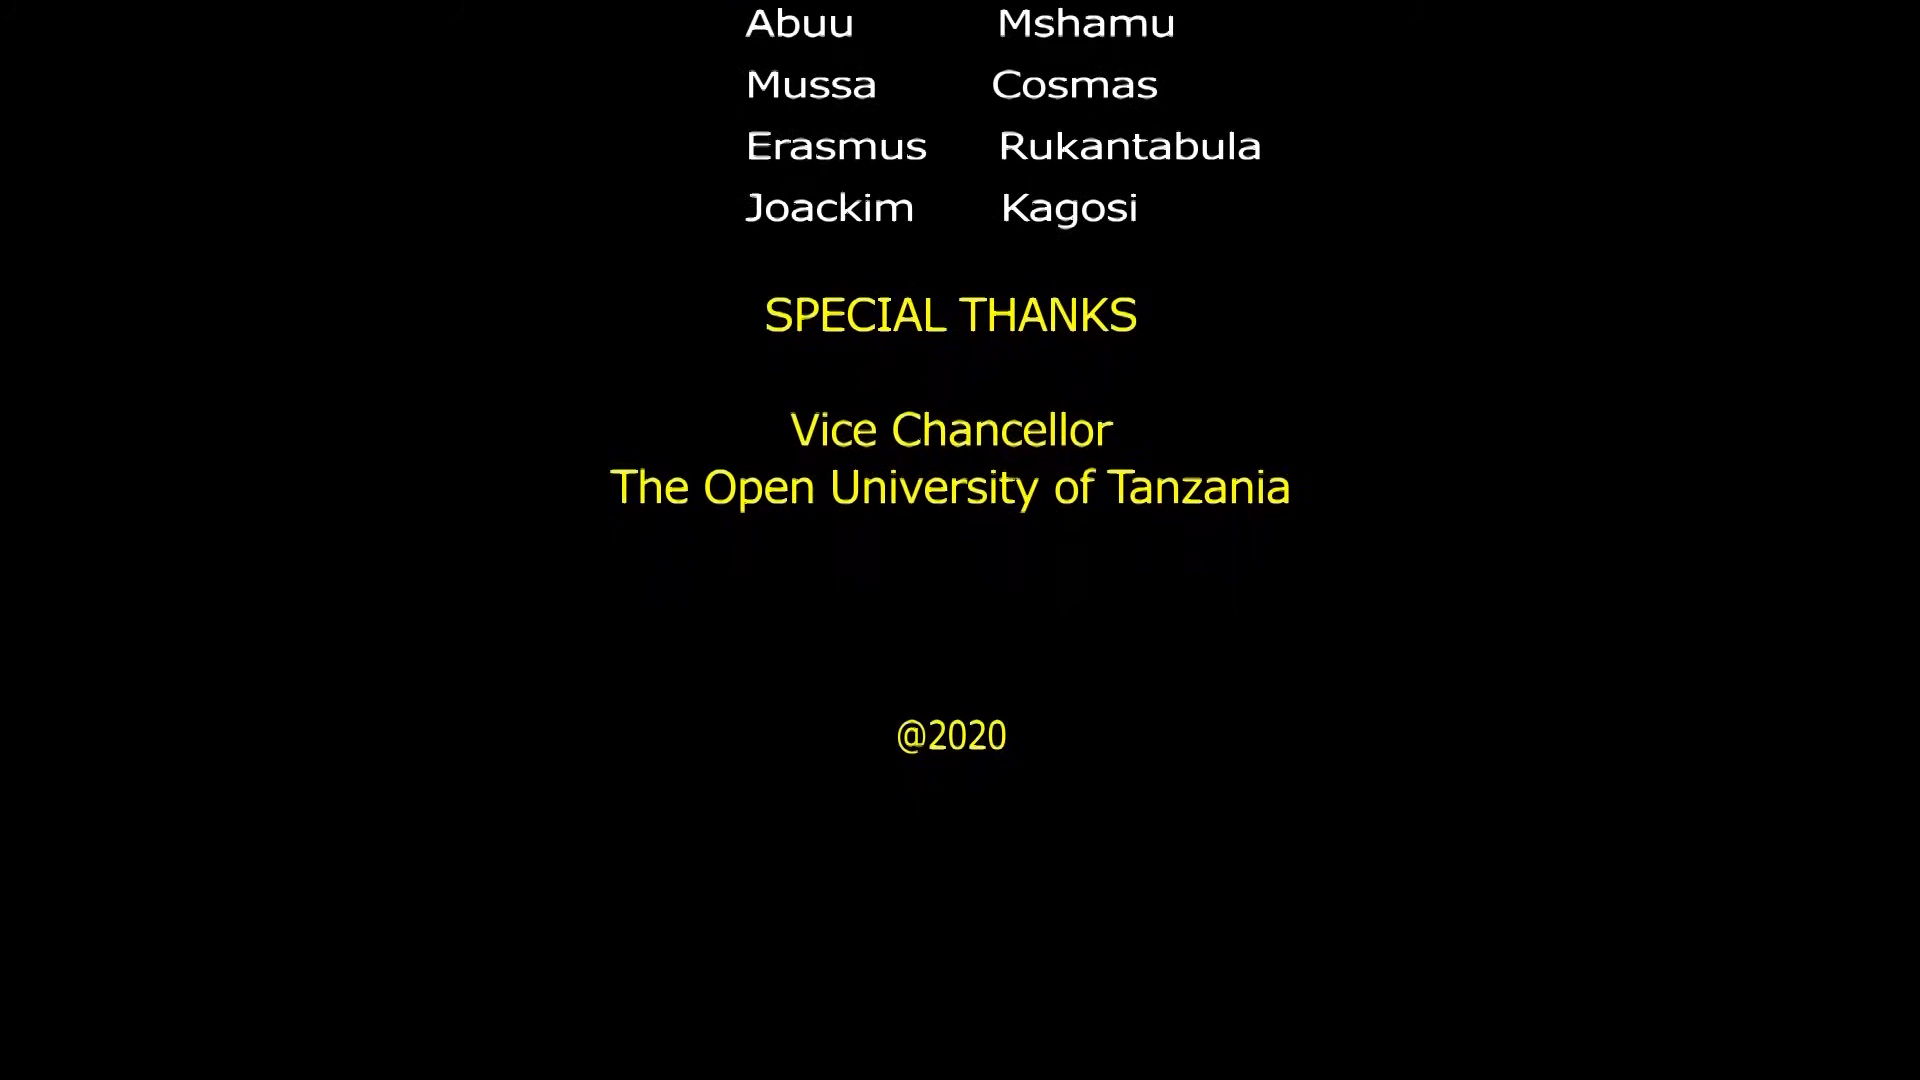 Abuu Mshamu
Mussa Cosmas
Erasmus Rukantabula
Joackim Kagosi
SPECIAL THANKS
Vice Chancellor
The Open University of Tanzania
@2020